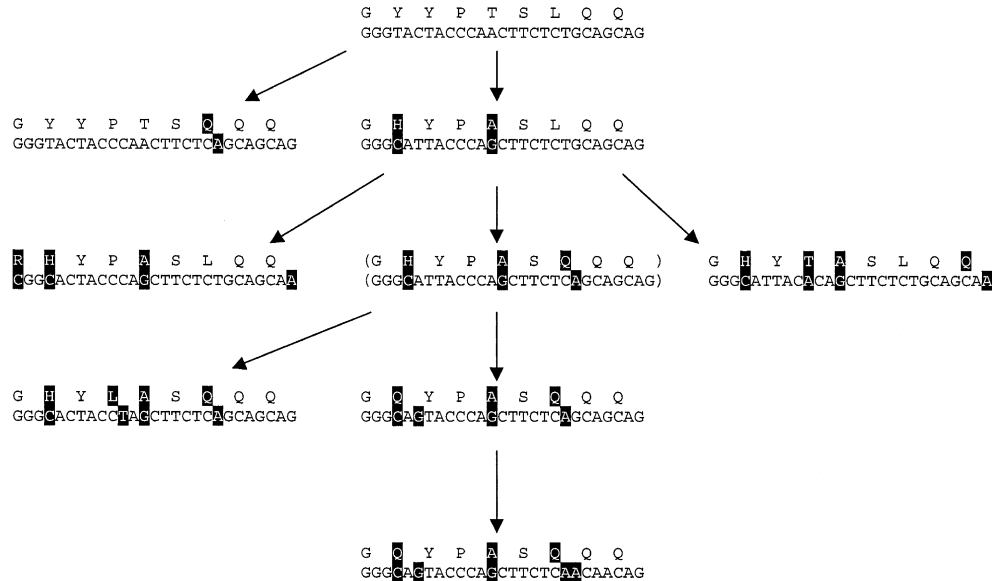 G Y Y P T S L Q Q
GGGTACTACCCAACTTCTCTGCAGCAG
G Y Y P T S Q Q Q
GGGTACTACCCAACTTCTCAGCAGCAG
G H Y P A S L Q Q
GGGCATTACCCAGCTTCTCTGCAGCAG
R H Y P A S L Q Q
CGGCACTACCCAGCTTCTCTGCAGCAA
(G H Y P A S Q Q Q )
(GGGCATTACCCAGCTTCTCAGCAGCAG)
G H Y T A S L Q Q
GGGCATTACACAGCTTCTCTGCAGCAA
G H Y L A S Q Q Q
GGGCACTACCTAGCTTCTCAGCAGCAG
G Q Y P A S Q Q Q
GGGCAGTACCCAGCTTCTCAGCAGCAG
G Q Y P A S Q Q Q
GGGCAGTACCCAGCTTCTCAACAACAG